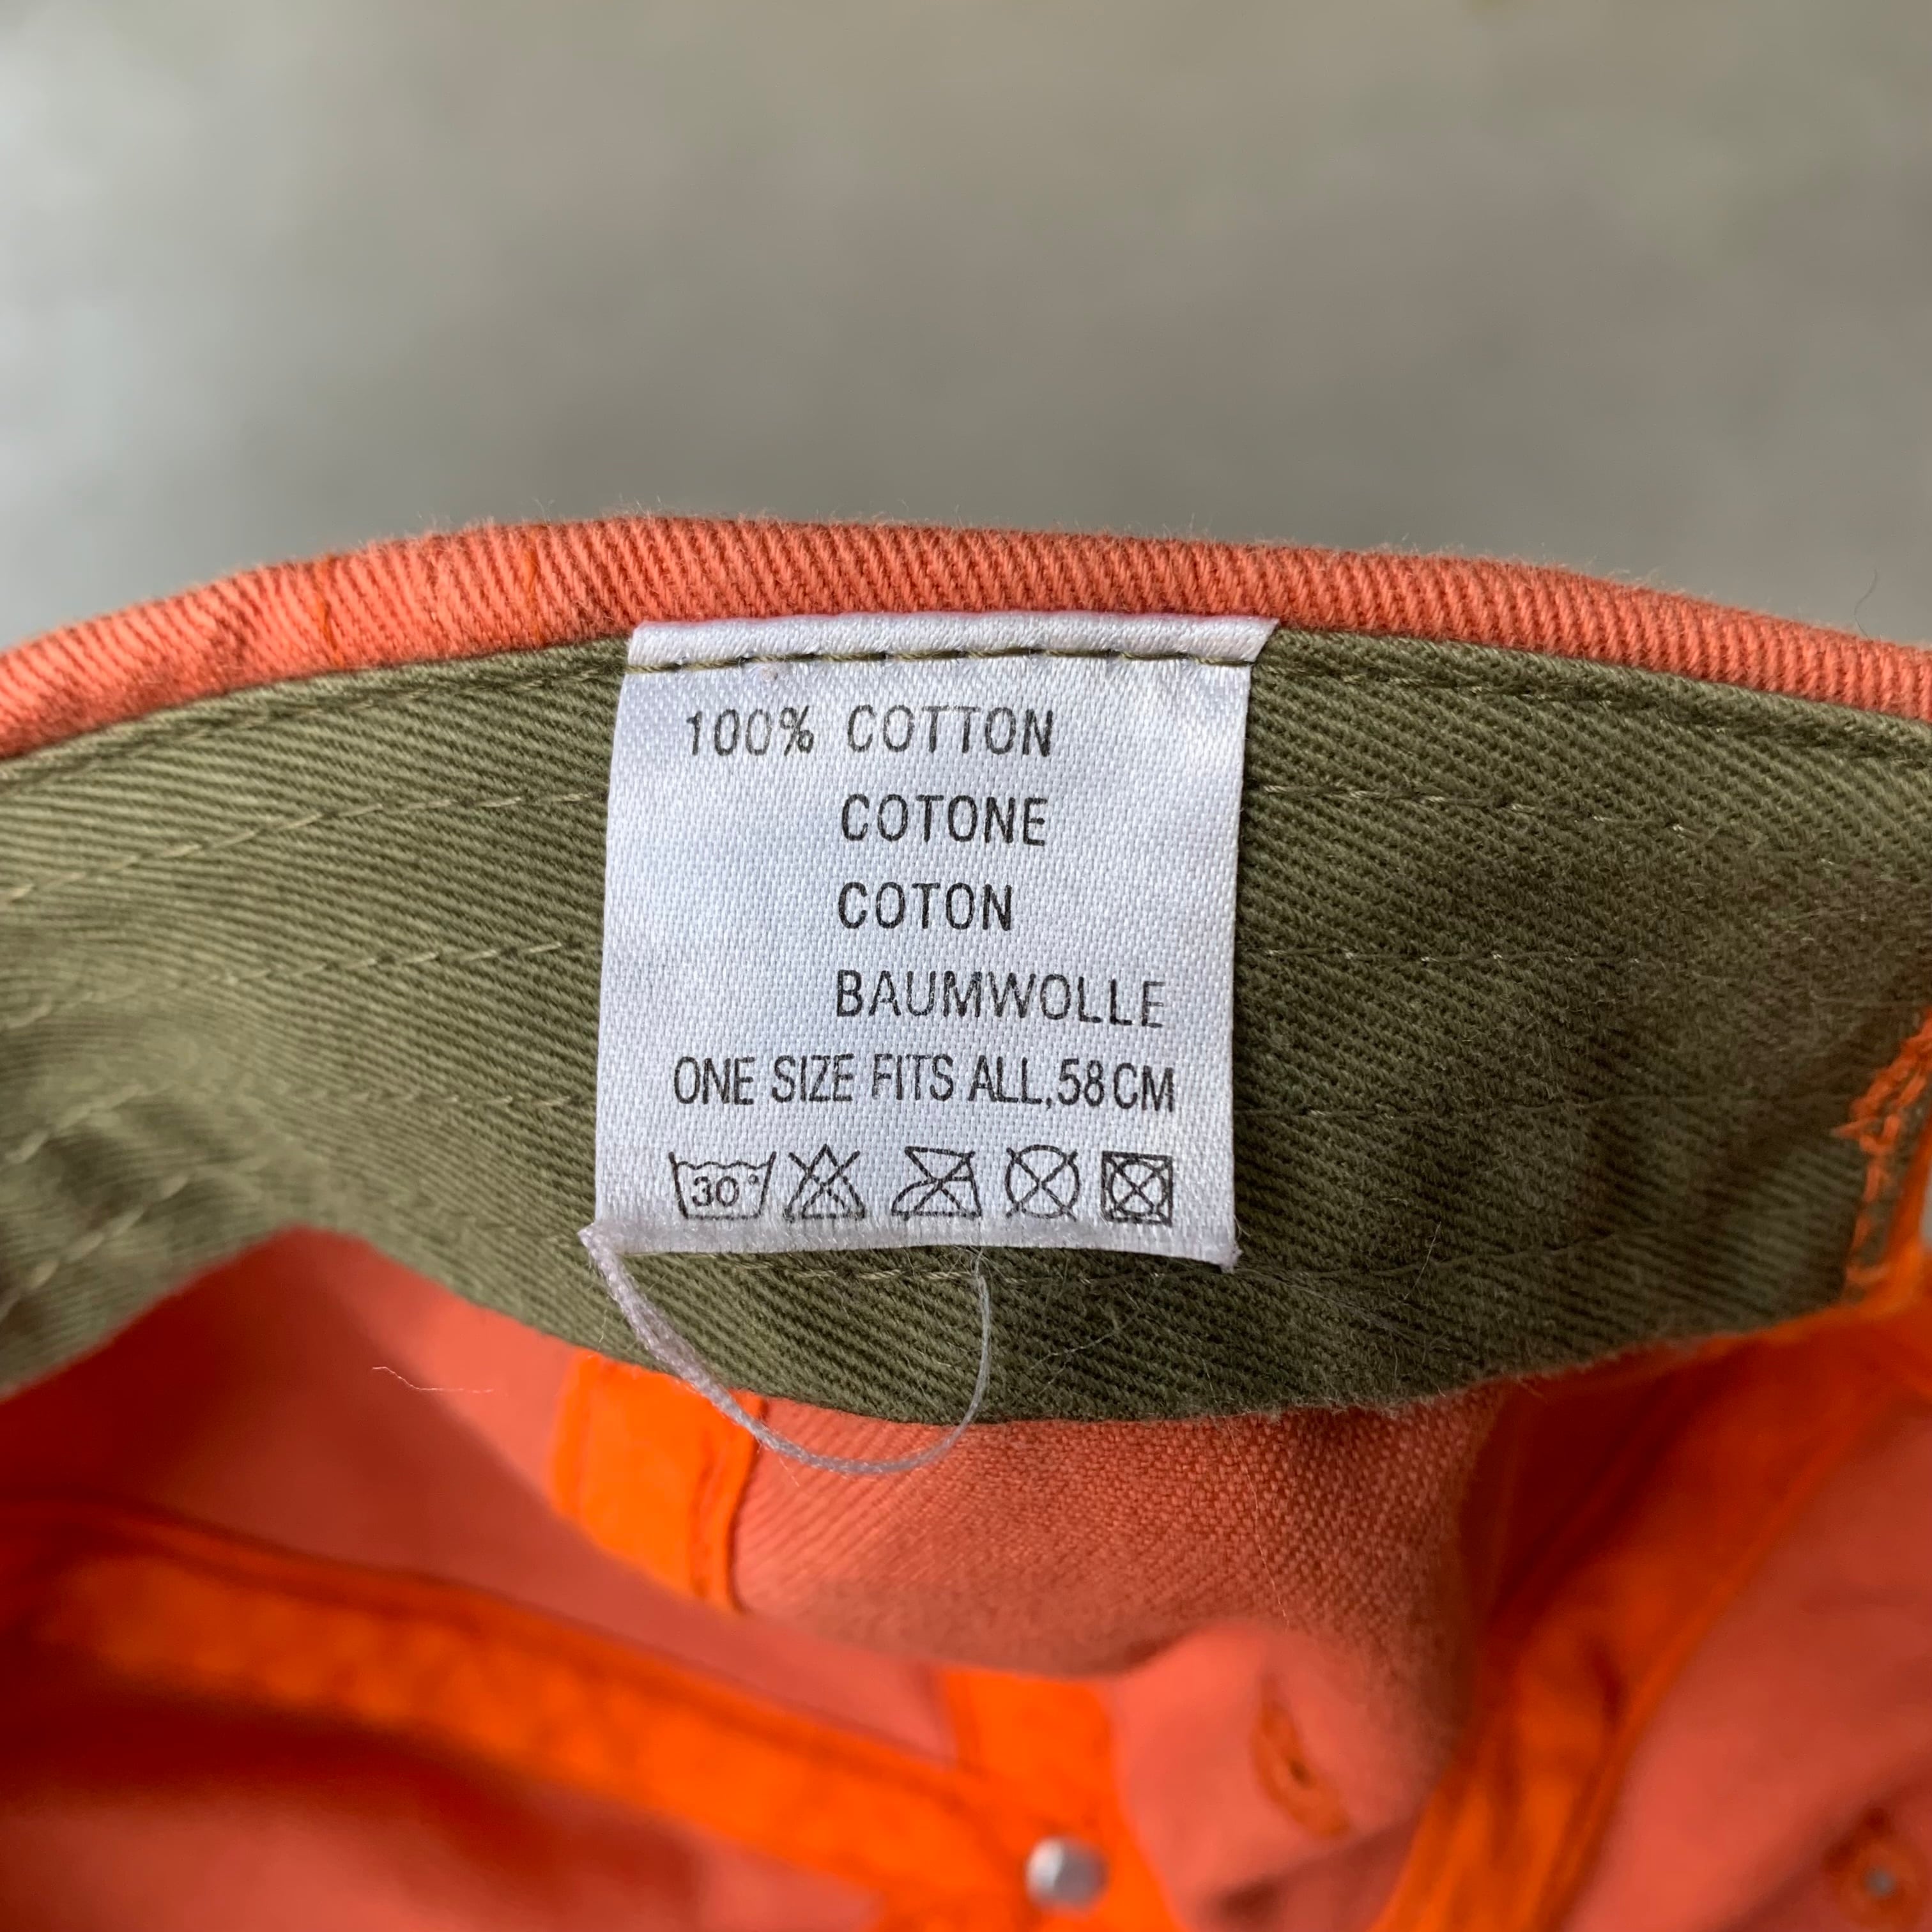 100% COTTON
COTONE
COTON
BAUMWOLLE
ONE SIZE FITS ALL,58CM
30°